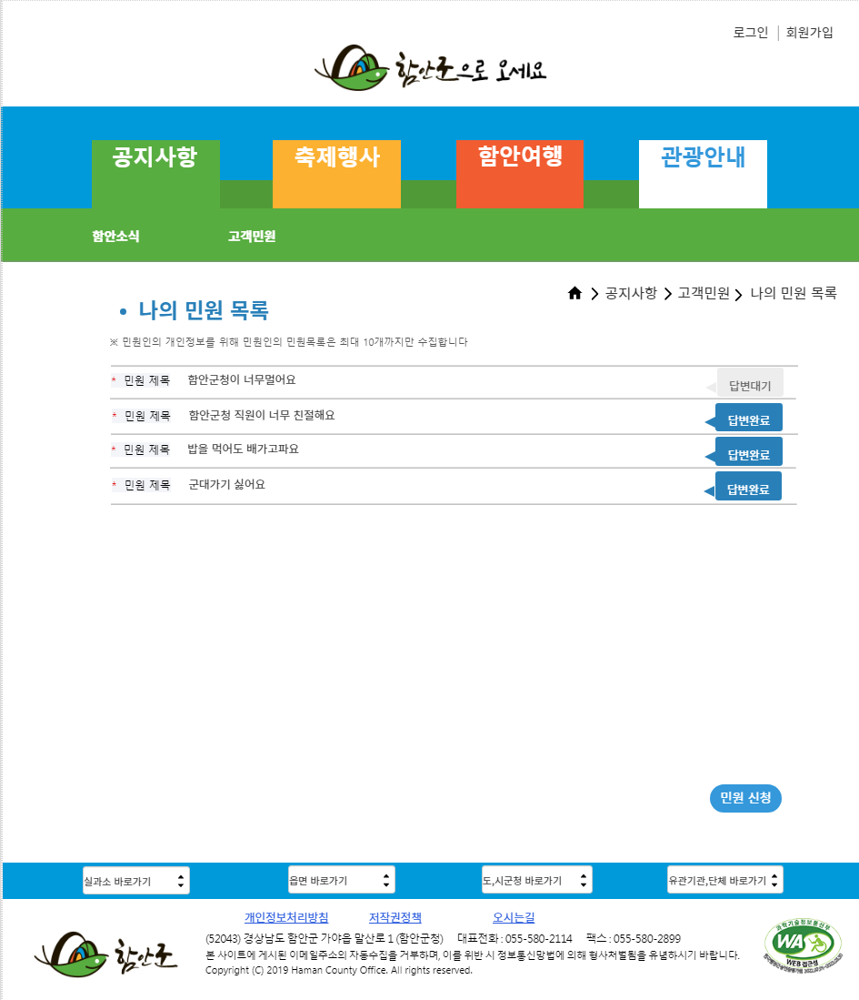 로그인 | 회원가입
함안군으로 오세요
공지사항 축제행사 함안여행 관광안내
함안소식 고객민원
공지사항 고객민원 나의 민원 목록
• 나의 민원 목록
※ 민원인의 개인정보를 위해 민원인의 민원목록은 최대 10개까지만 수집합니다
* 민원 제목 함안군청이 너무멀어요 답변대기
* 민원 제목 함안군청 직원이 너무 친절해요 답변완료
* 민원 제목 밥을 먹어도 배가고파요 답변완료
* 민원 제목 군대가기 싫어요 답변완료
민원 신청
실과소 바로가기 읍면 바로가기 도,시군청 바로가기 유관기관,단체 바로가기
개인정보처리방침 저작권정책 오시는길
함안군
(52043) 경상남도 함안군 가야읍 말산로 1 (함안군청) 대표전화 : 055-580-2114 팩스 : 055-580-2899
본 사이트에 게시된 이메일주소의 자동수집을 거부하며, 이를 위반 시 정보통신망법에 의해 형사처벌됨을 유념하시기 바랍니다.
Copyright (C) 2019 Haman County Office. All rights reserved.
과학기술정보통신부
WA
WEB 접근성